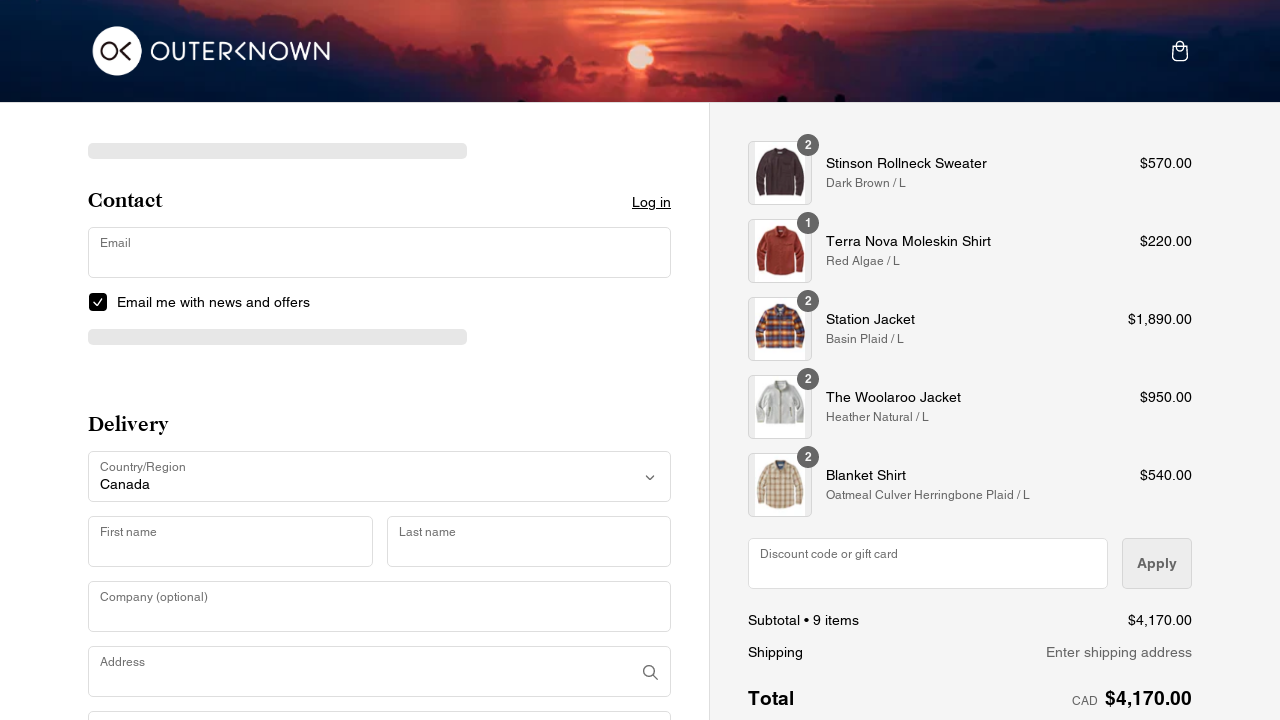 OK OUTERKNOWN
Contact
Log in
Email
Email me with news and offers
Delivery
Country/Region
Canada
First name
Last name
Company (optional)
Address
2
Stinson Rollneck Sweater
$570.00
Dark Brown / L
1
Terra Nova Moleskin Shirt
$220.00
Red Algae / L
2
Station Jacket
$1,890.00
Basin Plaid / L
2
The Woolaroo Jacket
$950.00
Heather Natural / L
2
Blanket Shirt
$540.00
Oatmeal Culver Herringbone Plaid / L
Discount code or gift card
Apply
Subtotal • 9 items
$4,170.00
Shipping
Enter shipping address
Total
CAD $4,170.00